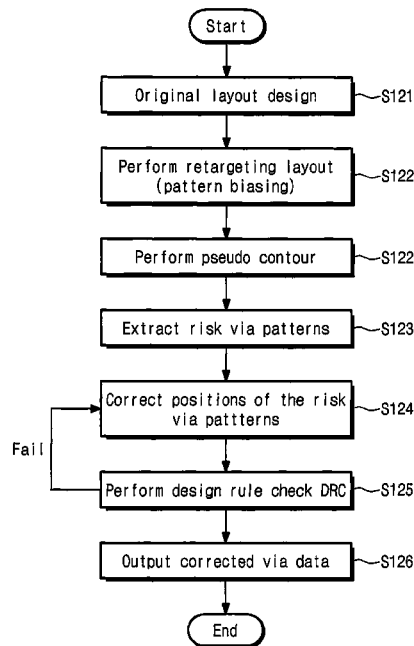 Start
Original layout design
S121
Perform retargeting layout
(pattern biasing)
S122
Perform pseudo contour
S122
Extract risk via patterns
S123
Correct positions of the risk
via pattterns
S124
Fail
Perform design rule check DRC
S125
Output corrected via data
S126
End